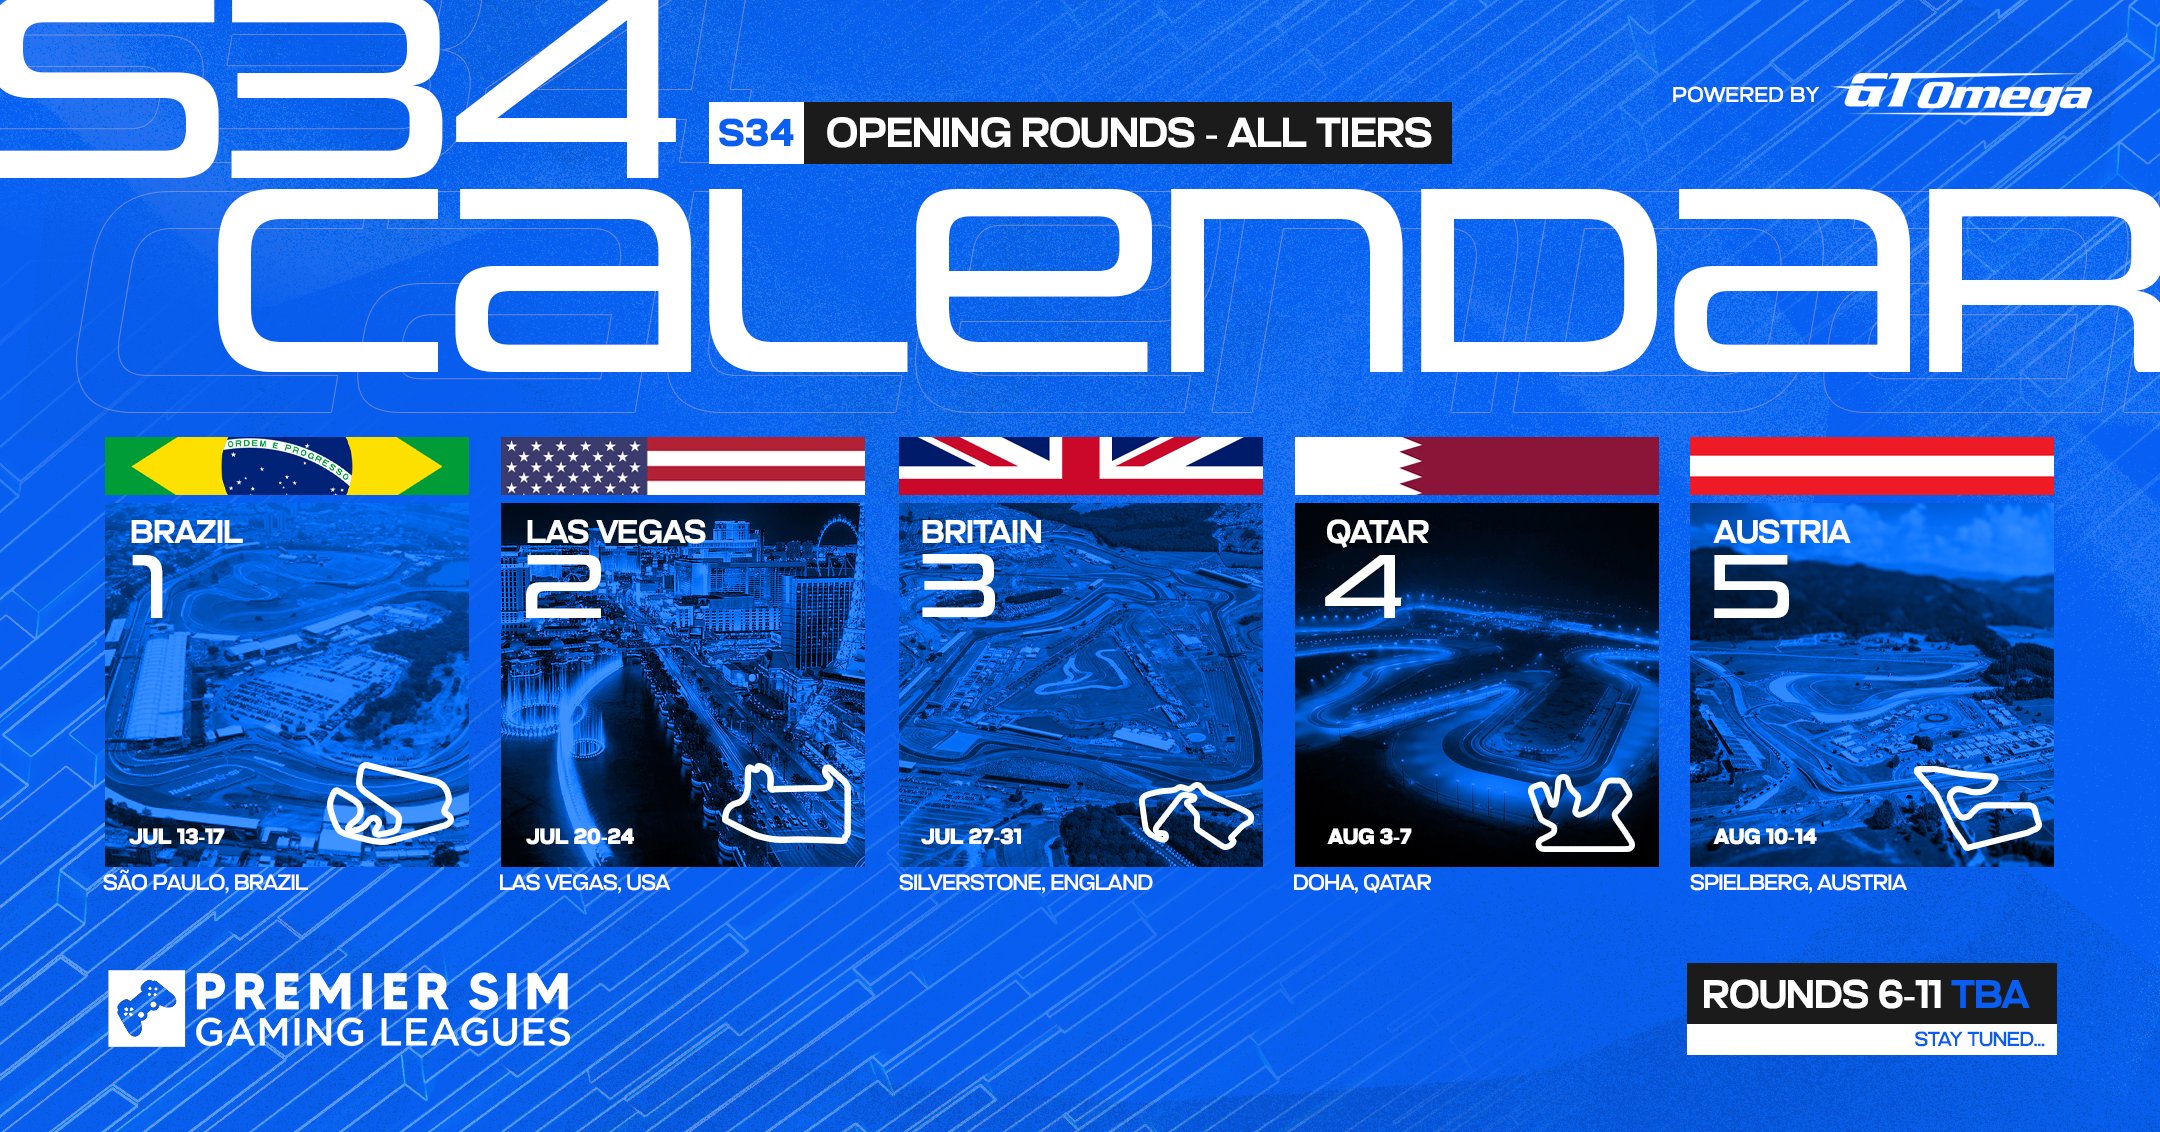 S34
S34 OPENING ROUNDS - ALL TIERS
POWERED BY GT Omega
CaLenDaR
ORDEM E PROGRESSO
BRAZIL
1
JUL 13-17
SÃO PAULO, BRAZIL
LAS VEGAS
2
JUL 20-24
LAS VEGAS, USA
BRITAIN
3
JUL 27-31
SILVERSTONE, ENGLAND
QATAR
4
AUG 3-7
DOHA, QATAR
AUSTRIA
5
AUG 10-14
SPIELBERG, AUSTRIA
PREMIER SIM
GAMING LEAGUES
ROUNDS 6-11 TBA
STAY TUNED...